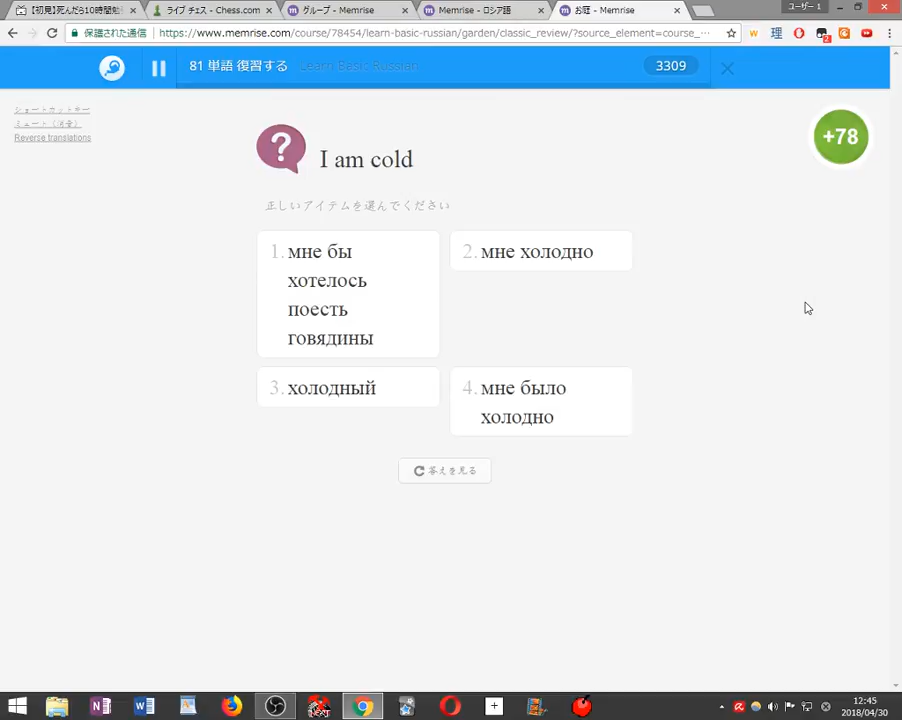 【初見】死んだら10時間勉強
ライブ チェス - Chess.com
グループ - Memrise
Memrise - ロシア語
お庭 - Memrise
ユーザー 1
保護された通信
https://www.memrise.com/course/78454/learn-basic-russian/garden/classic_review/?source_element=course_…
81 単語 復習する
Learn Basic Russian
3309
ショートカットキー
ミュート（消音）
Reverse translations
+78
?
I am cold
正しいアイテムを選んでください
1. мне бы
хотелось
поесть
говядины
2. мне холодно
3. холодный
4. мне было
холодно
答えを見る
12:45
2018/04/30